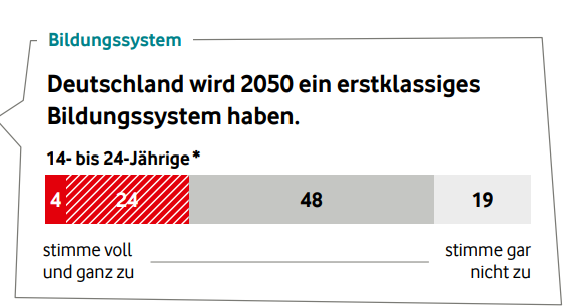 Bildungssystem
Deutschland wird 2050 ein erstklassiges
Bildungssystem haben.
14- bis 24-Jährige*
4 24 48 19
stimme voll stimme gar
und ganz zu nicht zu